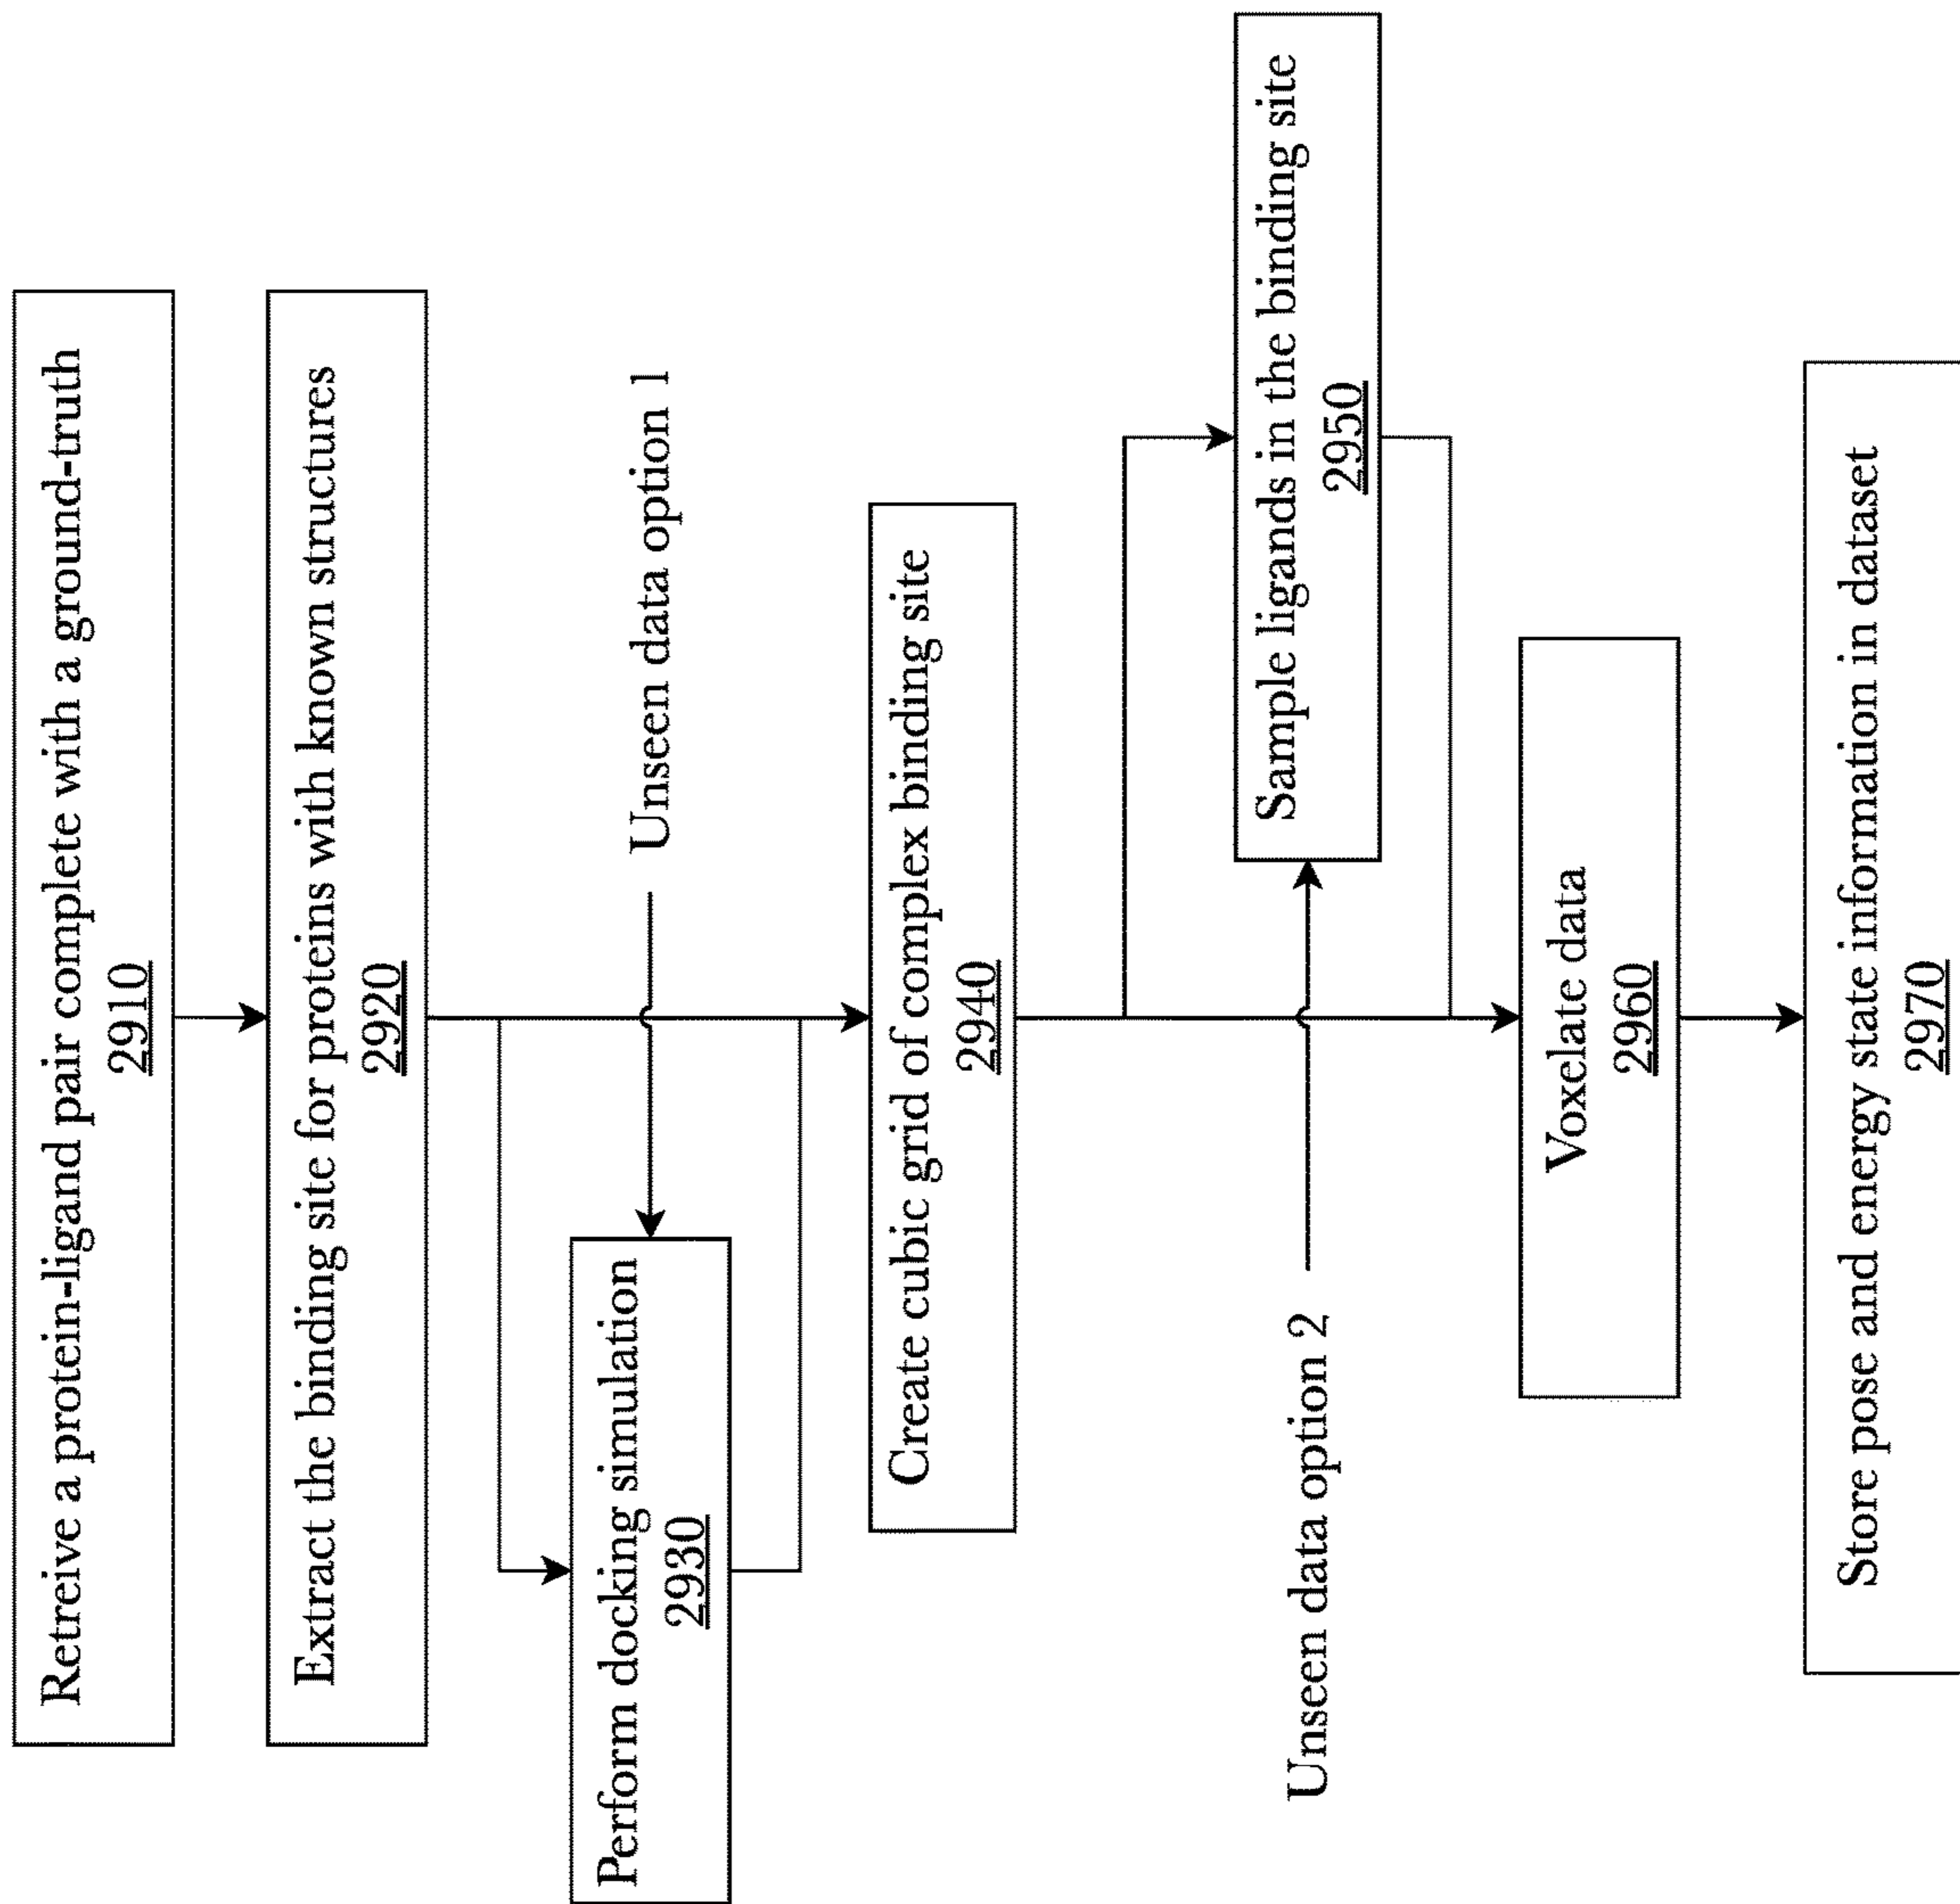 Retreive a protein-ligand pair complete with a ground-truth
2910
Extract the binding site for proteins with known structures
2920
Unseen data option 1
Perform docking simulation
2930
Create cubic grid of complex binding site
2940
Sample ligands in the binding site
2950
Unseen data option 2
Voxelate data
2960
Store pose and energy state information in dataset
2970